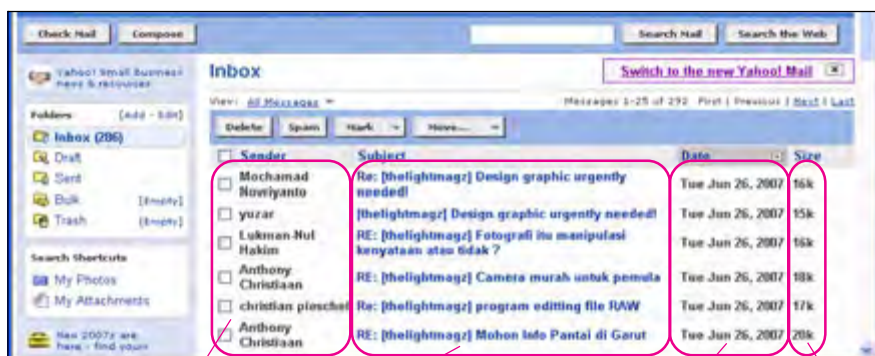 Check Mail Compose Search Mail Search the Web
Yahoo! Small Business
news & resources
Inbox
Switch to the new Yahoo! Mail
View: All Messages
Messages 1-25 of 292 First | Previous | Next | Last
Folders [Add - Edit]
Inbox (286)
Draft
Sent
Bulk [Empty]
Trash [Empty]
Search Shortcuts
My Photos
My Attachments
New 2007s are
here - find yours
Delete Spam Mark Move...
Sender Subject Date Size
Mochamad
Novriyanto
Re: [thelightmagz] Design graphic urgently
needed!
Tue Jun 26, 2007 16k
yuzar [thelightmagz] Design graphic urgently needed! Tue Jun 26, 2007 15k
Lukman Nul
Hakim
RE: [thelightmagz] Fotografi itu manipulasi
kenyataan atau tidak ?
Tue Jun 26, 2007 16k
Anthony
Christiaan
RE: [thelightmagz] Camera murah untuk pemula Tue Jun 26, 2007 18k
christian pieschel Re: [thelightmagz] program editting file RAW Tue Jun 26, 2007 17k
Anthony
Christiaan
RE: [thelightmagz] Mohon Info Pantai di Garut Tue Jun 26, 2007 20k